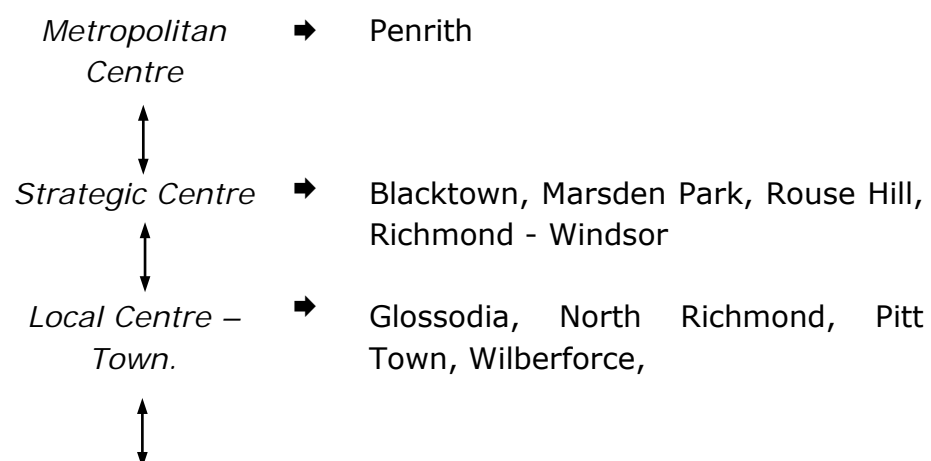 Metropolitan Centre ➨ Penrith
Strategic Centre ➨ Blacktown, Marsden Park, Rouse Hill,
Richmond - Windsor
Local Centre –
Town. ➨ Glossodia, North Richmond, Pitt
Town, Wilberforce,